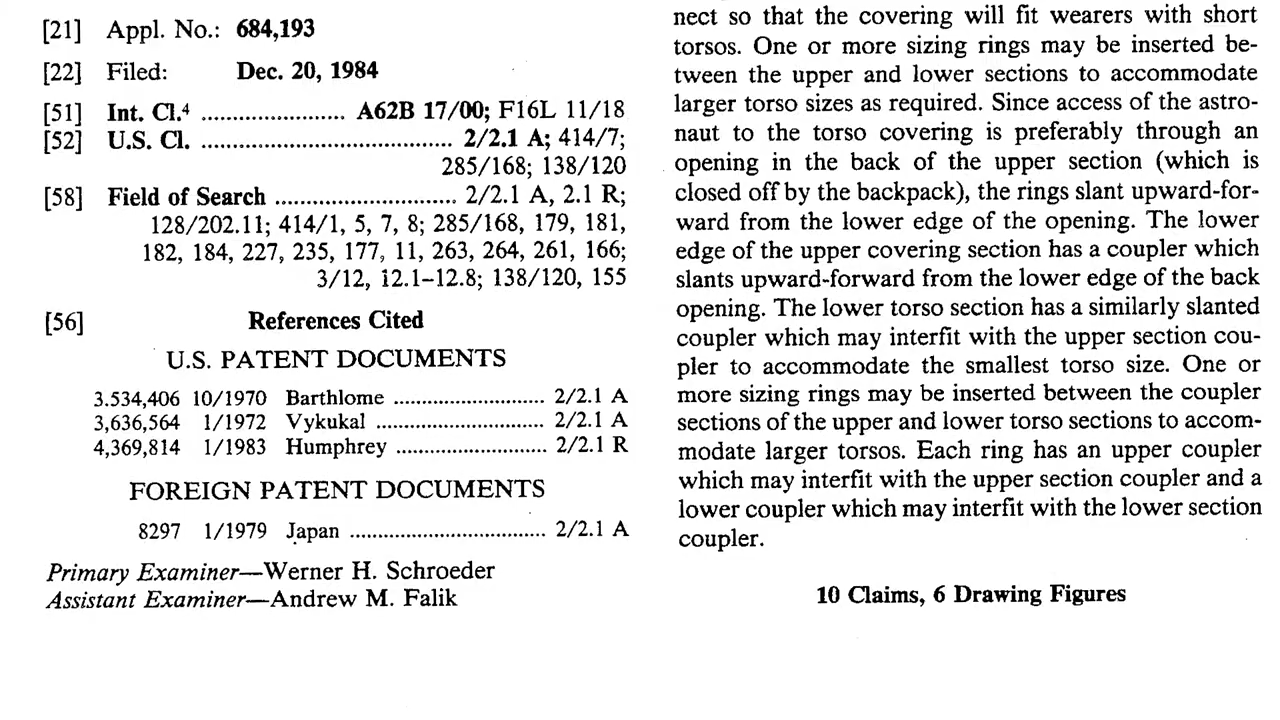 [21] Appl. No.: 684,193
[22] Filed: Dec. 20, 1984
[51] Int. Cl.⁴ ....................... A62B 17/00; F16L 11/18
[52] U.S. Cl. ........................................ 2/2.1 A; 414/7;
285/168; 138/120
[58] Field of Search ............................. 2/2.1 A, 2.1 R;
128/202.11; 414/1, 5, 7, 8; 285/168, 179, 181,
182, 184, 227, 235, 177, 11, 263, 264, 261, 166;
3/12, 12.1–12.8; 138/120, 155
[56] References Cited
U.S. PATENT DOCUMENTS
3.534,406 10/1970 Barthlome ........................... 2/2.1 A
3,636,564 1/1972 Vykukal .............................. 2/2.1 A
4,369,814 1/1983 Humphrey ........................... 2/2.1 R
FOREIGN PATENT DOCUMENTS
8297 1/1979 Japan ................................... 2/2.1 A
Primary Examiner—Werner H. Schroeder
Assistant Examiner—Andrew M. Falik
nect so that the covering will fit wearers with short
torsos. One or more sizing rings may be inserted be-
tween the upper and lower sections to accommodate
larger torso sizes as required. Since access of the astro-
naut to the torso covering is preferably through an
opening in the back of the upper section (which is
closed off by the backpack), the rings slant upward-for-
ward from the lower edge of the opening. The lower
edge of the upper covering section has a coupler which
slants upward-forward from the lower edge of the back
opening. The lower torso section has a similarly slanted
coupler which may interfit with the upper section cou-
pler to accommodate the smallest torso size. One or
more sizing rings may be inserted between the coupler
sections of the upper and lower torso sections to accom-
modate larger torsos. Each ring has an upper coupler
which may interfit with the upper section coupler and a
lower coupler which may interfit with the lower section
coupler.
10 Claims, 6 Drawing Figures